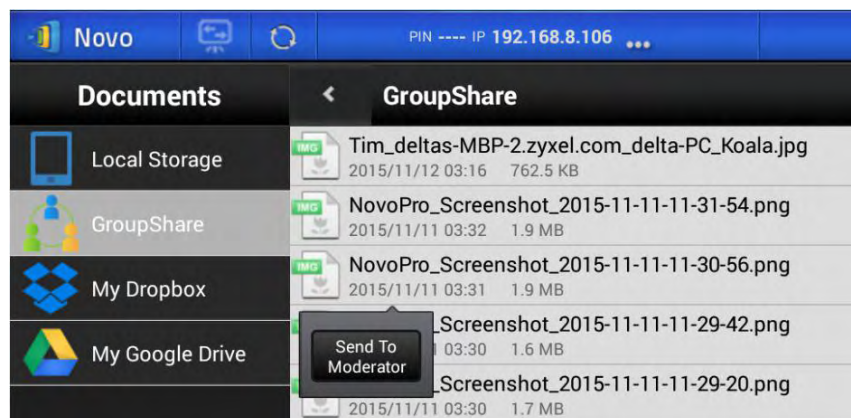 Novo
PIN ---- IP 192.168.8.106 ...
Documents
GroupShare
Local Storage
GroupShare
My Dropbox
My Google Drive
IMG
Tim_deltas-MBP-2.zyxel.com_delta-PC_Koala.jpg
2015/11/12 03:16 762.5 KB
IMG
NovoPro_Screenshot_2015-11-11-11-31-54.png
2015/11/11 03:32 1.9 MB
IMG
NovoPro_Screenshot_2015-11-11-11-30-56.png
2015/11/11 03:31 1.9 MB
_Screenshot_2015-11-11-11-29-42.png
03:30 1.6 MB
Send To
Moderator
_Screenshot_2015-11-11-11-29-20.png
2015/11/11 03:30 1.7 MB